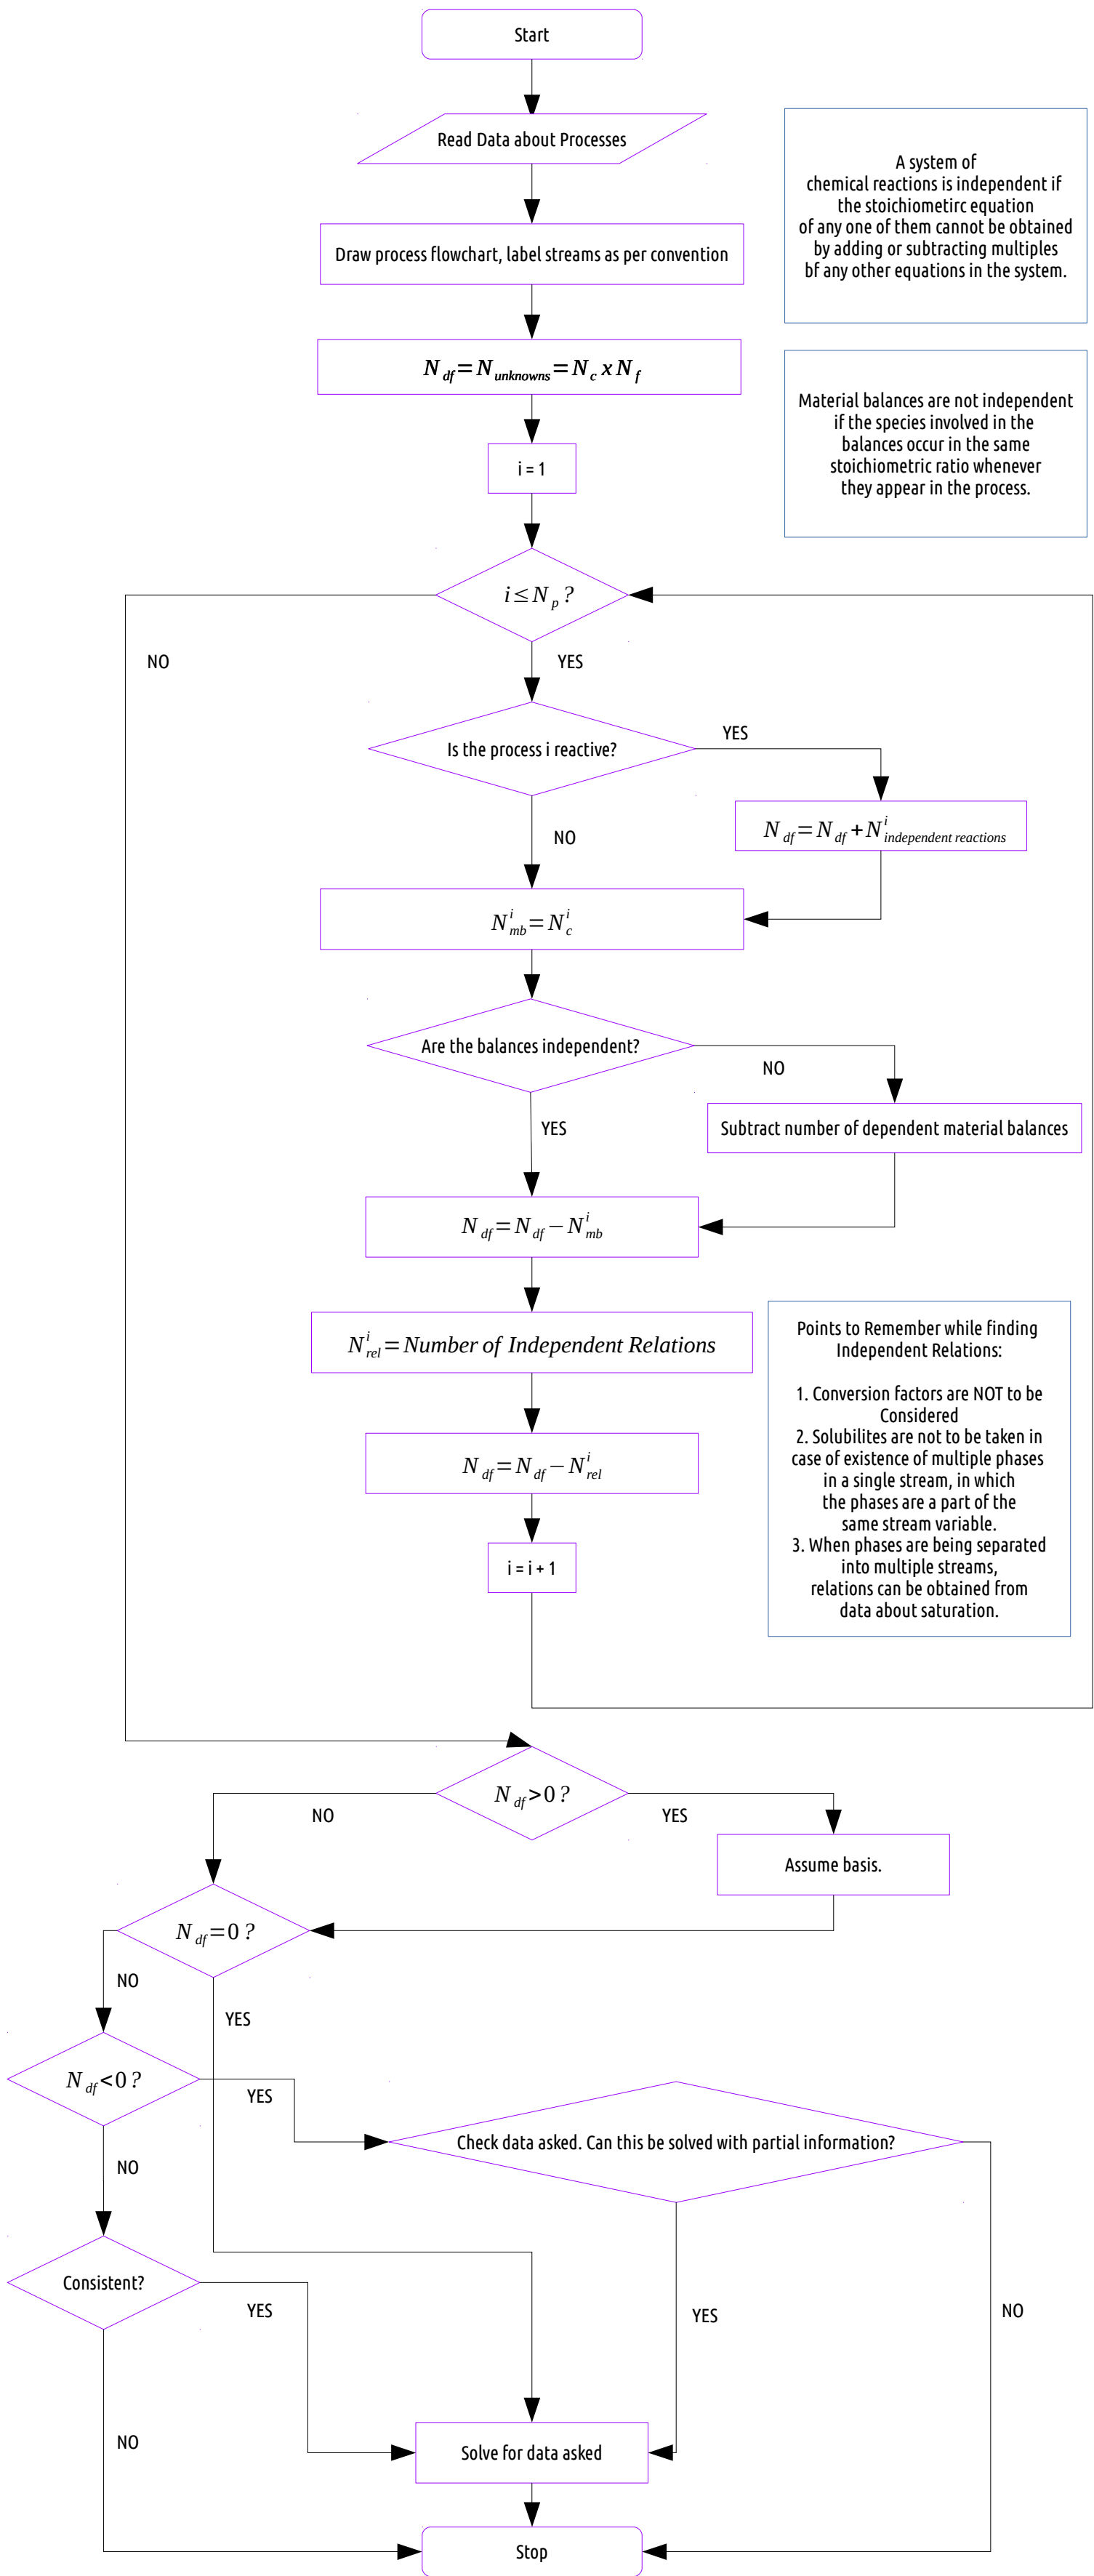 Start
Read Data about Processes
A system of
chemical reactions is independent if
the stoichiometirc equation
of any one of them cannot be obtained
by adding or subtracting multiples
bf any other equations in the system.
Draw process flowchart, label streams as per convention
N_df = N_unknowns = N_c x N_f
Material balances are not independent
if the species involved in the
balances occur in the same
stoichiometric ratio whenever
they appear in the process.
i = 1
i ≤ N_p ?
NO
YES
Is the process i reactive?
YES
N_df = N_df + N^i_independent reactions
NO
N^i_mb = N^i_c
Are the balances independent?
NO
Subtract number of dependent material balances
YES
N_df = N_df − N^i_mb
N^i_rel = Number of Independent Relations
Points to Remember while finding
Independent Relations:
1. Conversion factors are NOT to be
Considered
2. Solubilites are not to be taken in
case of existence of multiple phases
in a single stream, in which
the phases are a part of the
same stream variable.
3. When phases are being separated
into multiple streams,
relations can be obtained from
data about saturation.
N_df = N_df − N^i_rel
i = i + 1
N_df > 0 ?
NO
YES
Assume basis.
N_df = 0 ?
NO
YES
N_df < 0 ?
YES
Check data asked. Can this be solved with partial information?
NO
Consistent?
YES
YES
NO
NO
Solve for data asked
Stop